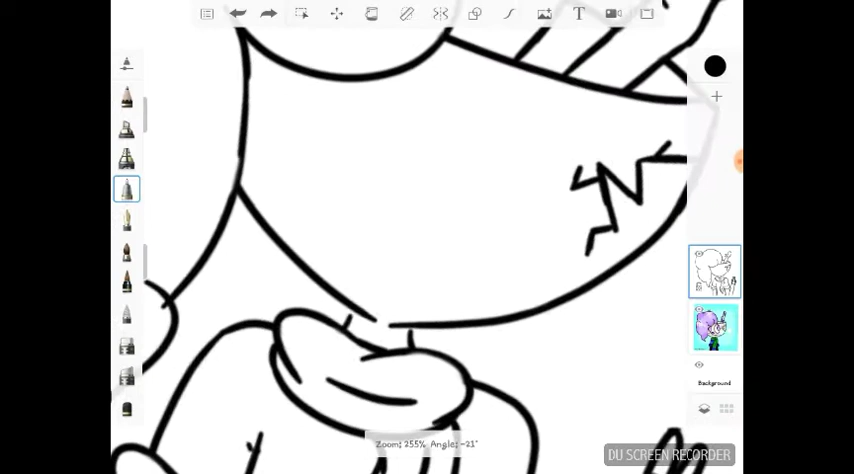 T
Background
Zoom: 255% Angle: -21°
DU SCREEN RECORDER